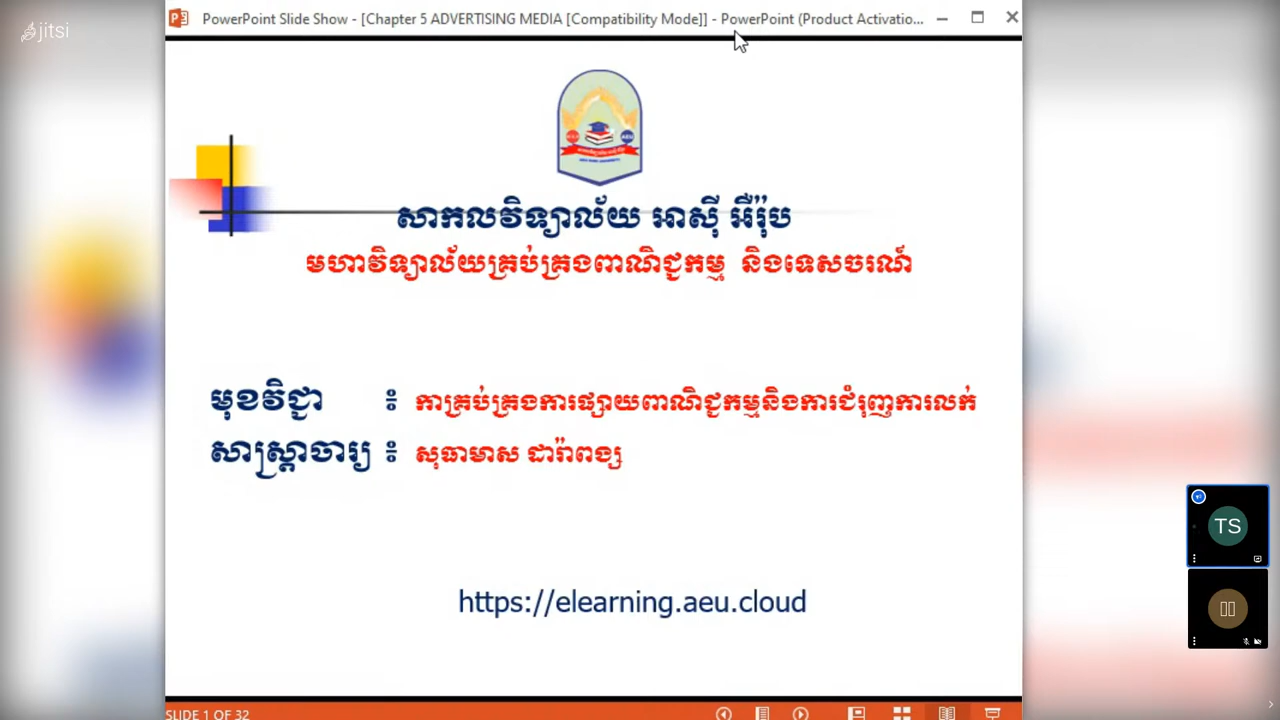 jitsi
PowerPoint Slide Show - [Chapter 5 ADVERTISING MEDIA [Compatibility Mode]] - PowerPoint (Product Activatio...
សាកលវិទ្យាល័យ អាស៊ី អឺរ៉ុប
មហាវិទ្យាល័យគ្រប់គ្រងពាណិជ្ជកម្ម និងទេសចរណ៍
មុខវិជ្ជា ៖ ការគ្រប់គ្រងការផ្សាយពាណិជ្ជកម្មនិងការជំរុញការលក់
សាស្ត្រាចារ្យ ៖ សុធាមាស ដារ៉ាពង្ស
https://elearning.aeu.cloud
TS
SLIDE 1 OF 32